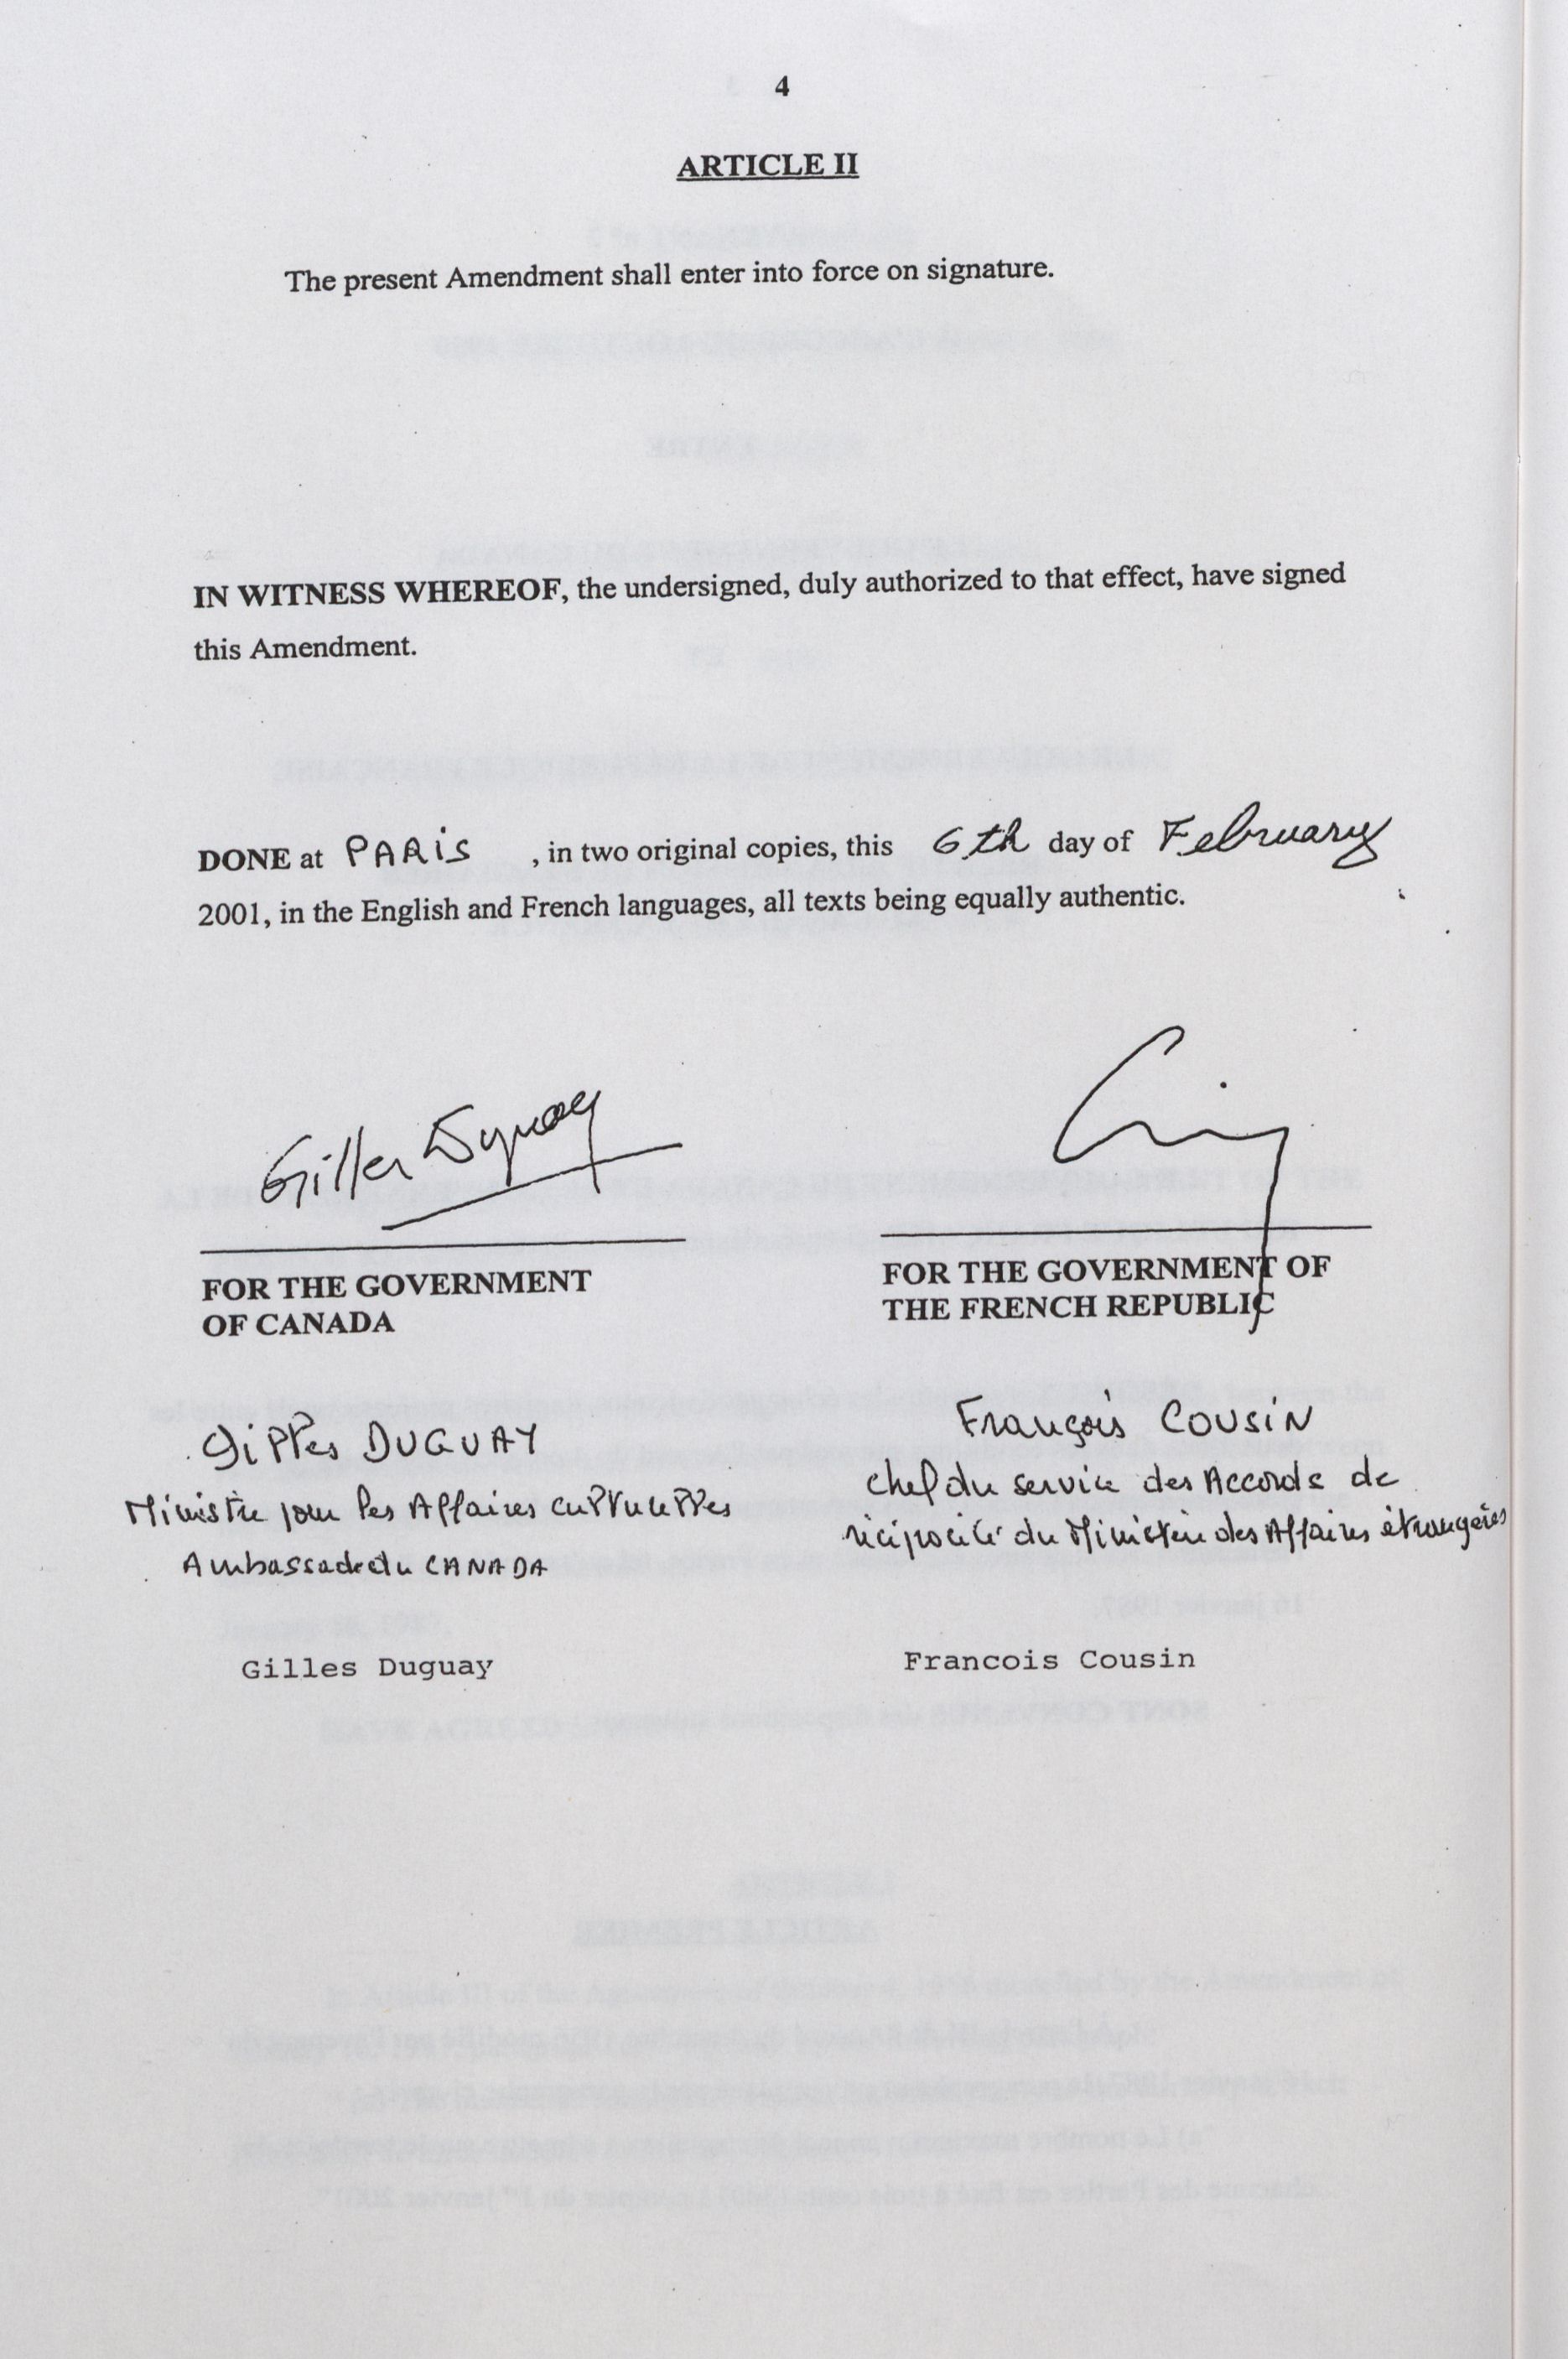 4
ARTICLE II
The present Amendment shall enter into force on signature.
IN WITNESS WHEREOF, the undersigned, duly authorized to that effect, have signed
this Amendment.
DONE at PARiS , in two original copies, this 6th day of February
2001, in the English and French languages, all texts being equally authentic.
Gilles Duguay
FOR THE GOVERNMENT
OF CANADA
FOR THE GOVERNMENT OF
THE FRENCH REPUBLIC
Gilles DUGUAY
Ministre pour les Affaires culturelles
Ambassade du CANADA
François COUSIN
chef du service des Accords de
réciprocité du Ministère des Affaires étrangères
Gilles Duguay
Francois Cousin